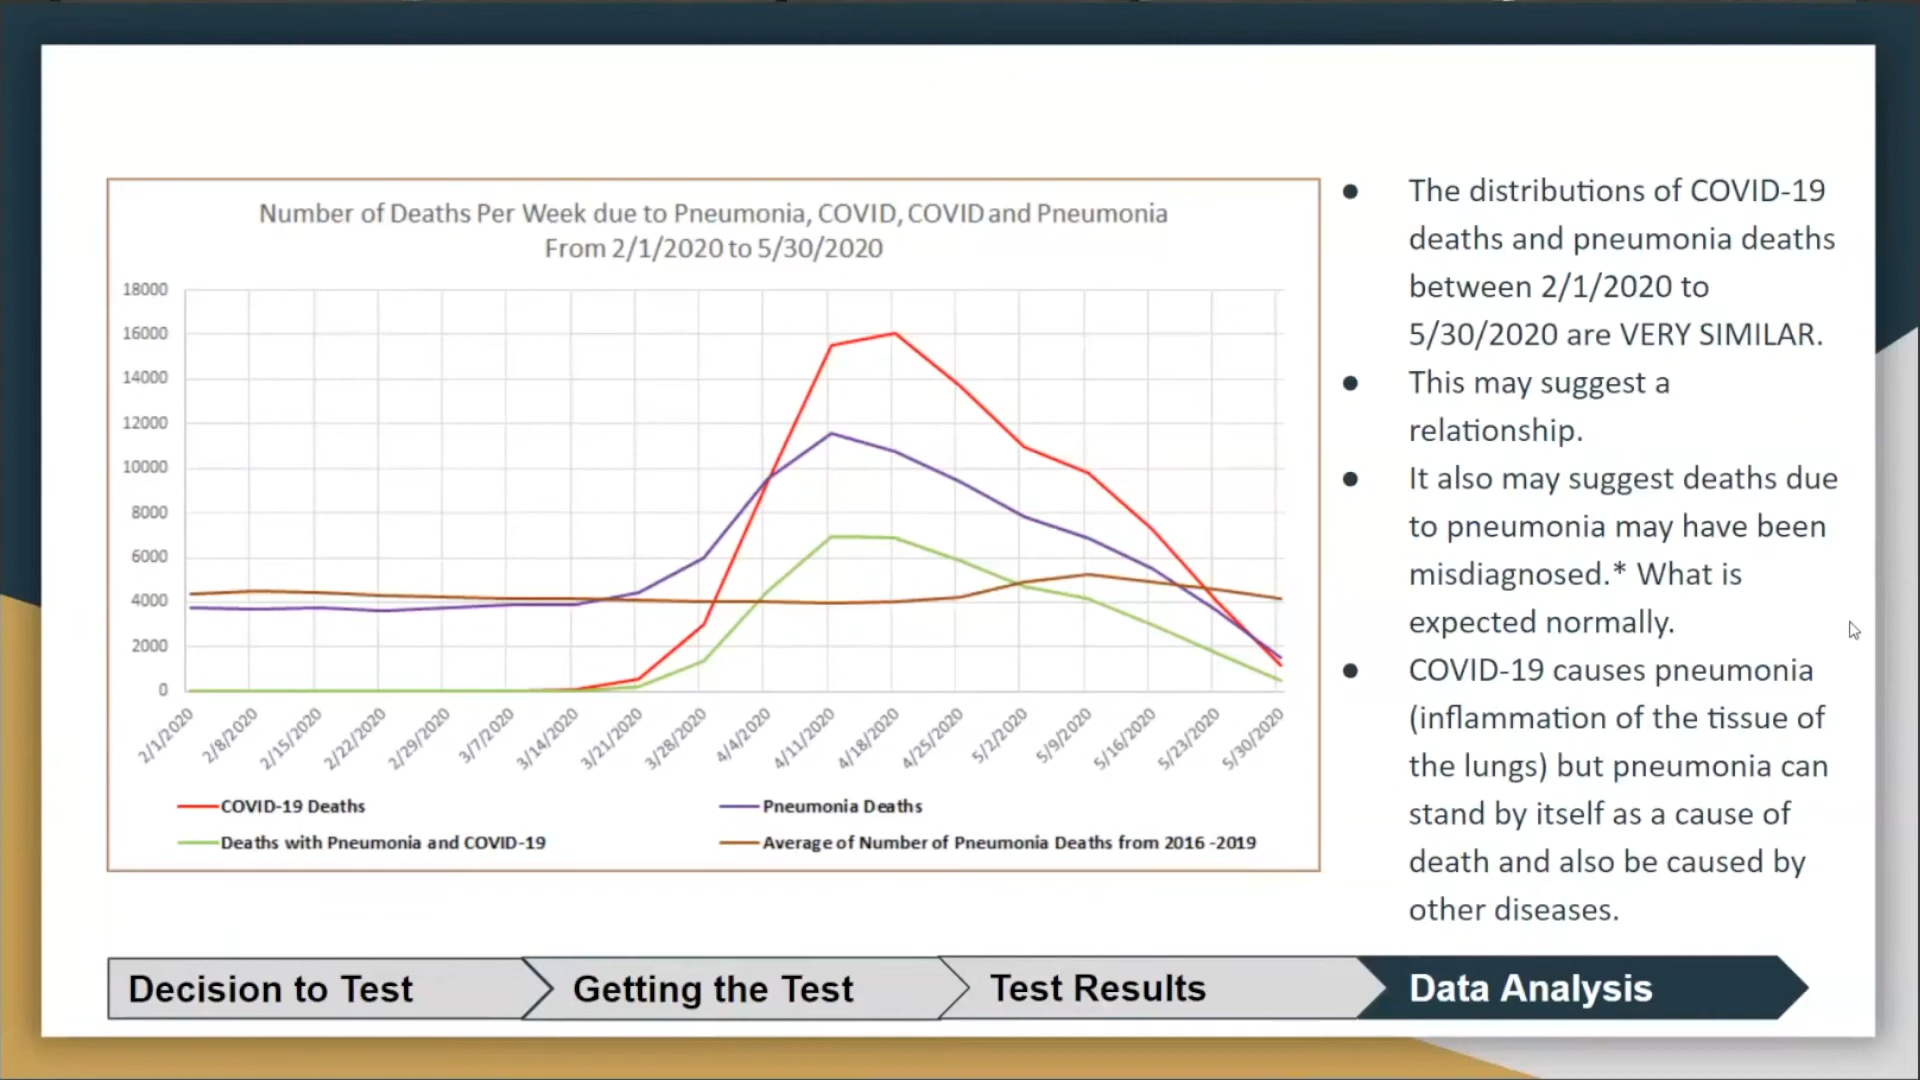 Number of Deaths Per Week due to Pneumonia, COVID, COVID and Pneumonia
From 2/1/2020 to 5/30/2020
18000
16000
14000
12000
10000
8000
6000
4000
2000
0
2/1/2020
2/8/2020
2/15/2020
2/22/2020
2/29/2020
3/7/2020
3/14/2020
3/21/2020
3/28/2020
4/4/2020
4/11/2020
4/18/2020
4/25/2020
5/2/2020
5/9/2020
5/16/2020
5/23/2020
5/30/2020
COVID-19 Deaths
Pneumonia Deaths
Deaths with Pneumonia and COVID-19
Average of Number of Pneumonia Deaths from 2016 -2019
● The distributions of COVID-19
deaths and pneumonia deaths
between 2/1/2020 to
5/30/2020 are VERY SIMILAR.
● This may suggest a
relationship.
● It also may suggest deaths due
to pneumonia may have been
misdiagnosed.* What is
expected normally.
● COVID-19 causes pneumonia
(inflammation of the tissue of
the lungs) but pneumonia can
stand by itself as a cause of
death and also be caused by
other diseases.
Decision to Test
Getting the Test
Test Results
Data Analysis